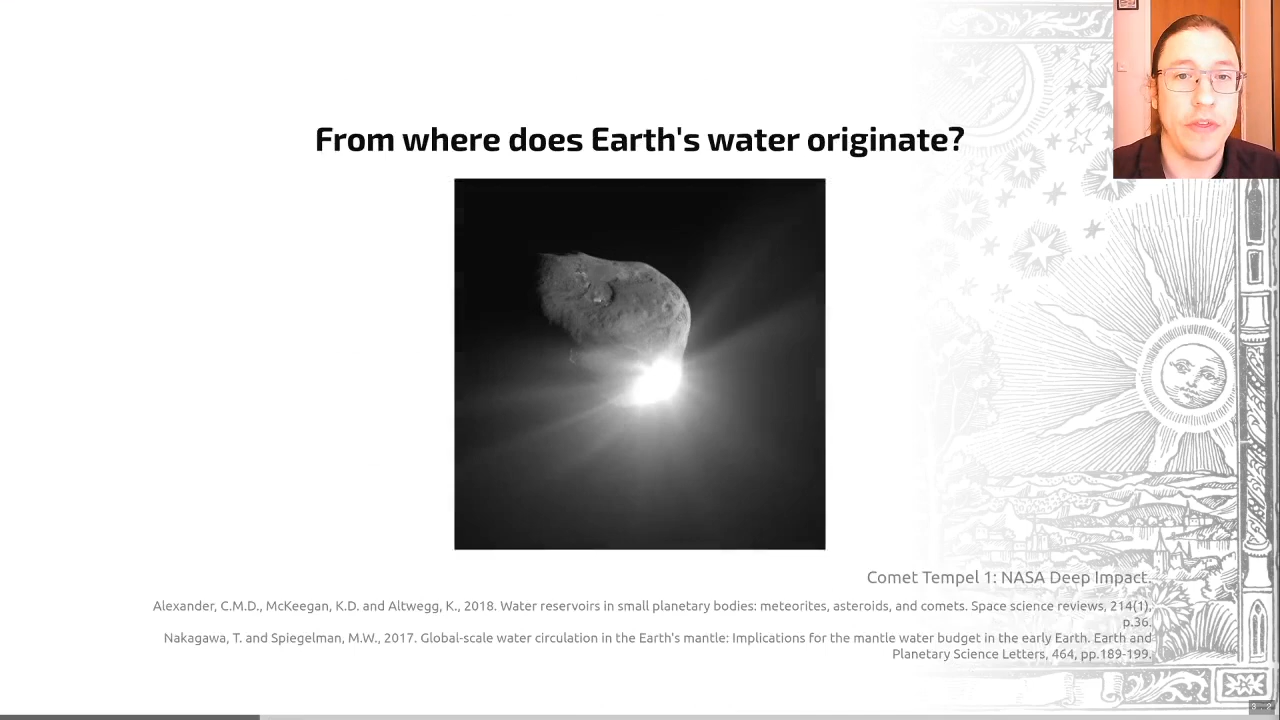 From where does Earth's water originate?
Comet Tempel 1: NASA Deep Impact.
Alexander, C.M.D., McKeegan, K.D. and Altwegg, K., 2018. Water reservoirs in small planetary bodies: meteorites, asteroids, and comets. Space science reviews, 214(1),
p.36.
Nakagawa, T. and Spiegelman, M.W., 2017. Global-scale water circulation in the Earth's mantle: Implications for the mantle water budget in the early Earth. Earth and
Planetary Science Letters, 464, pp.189-199.